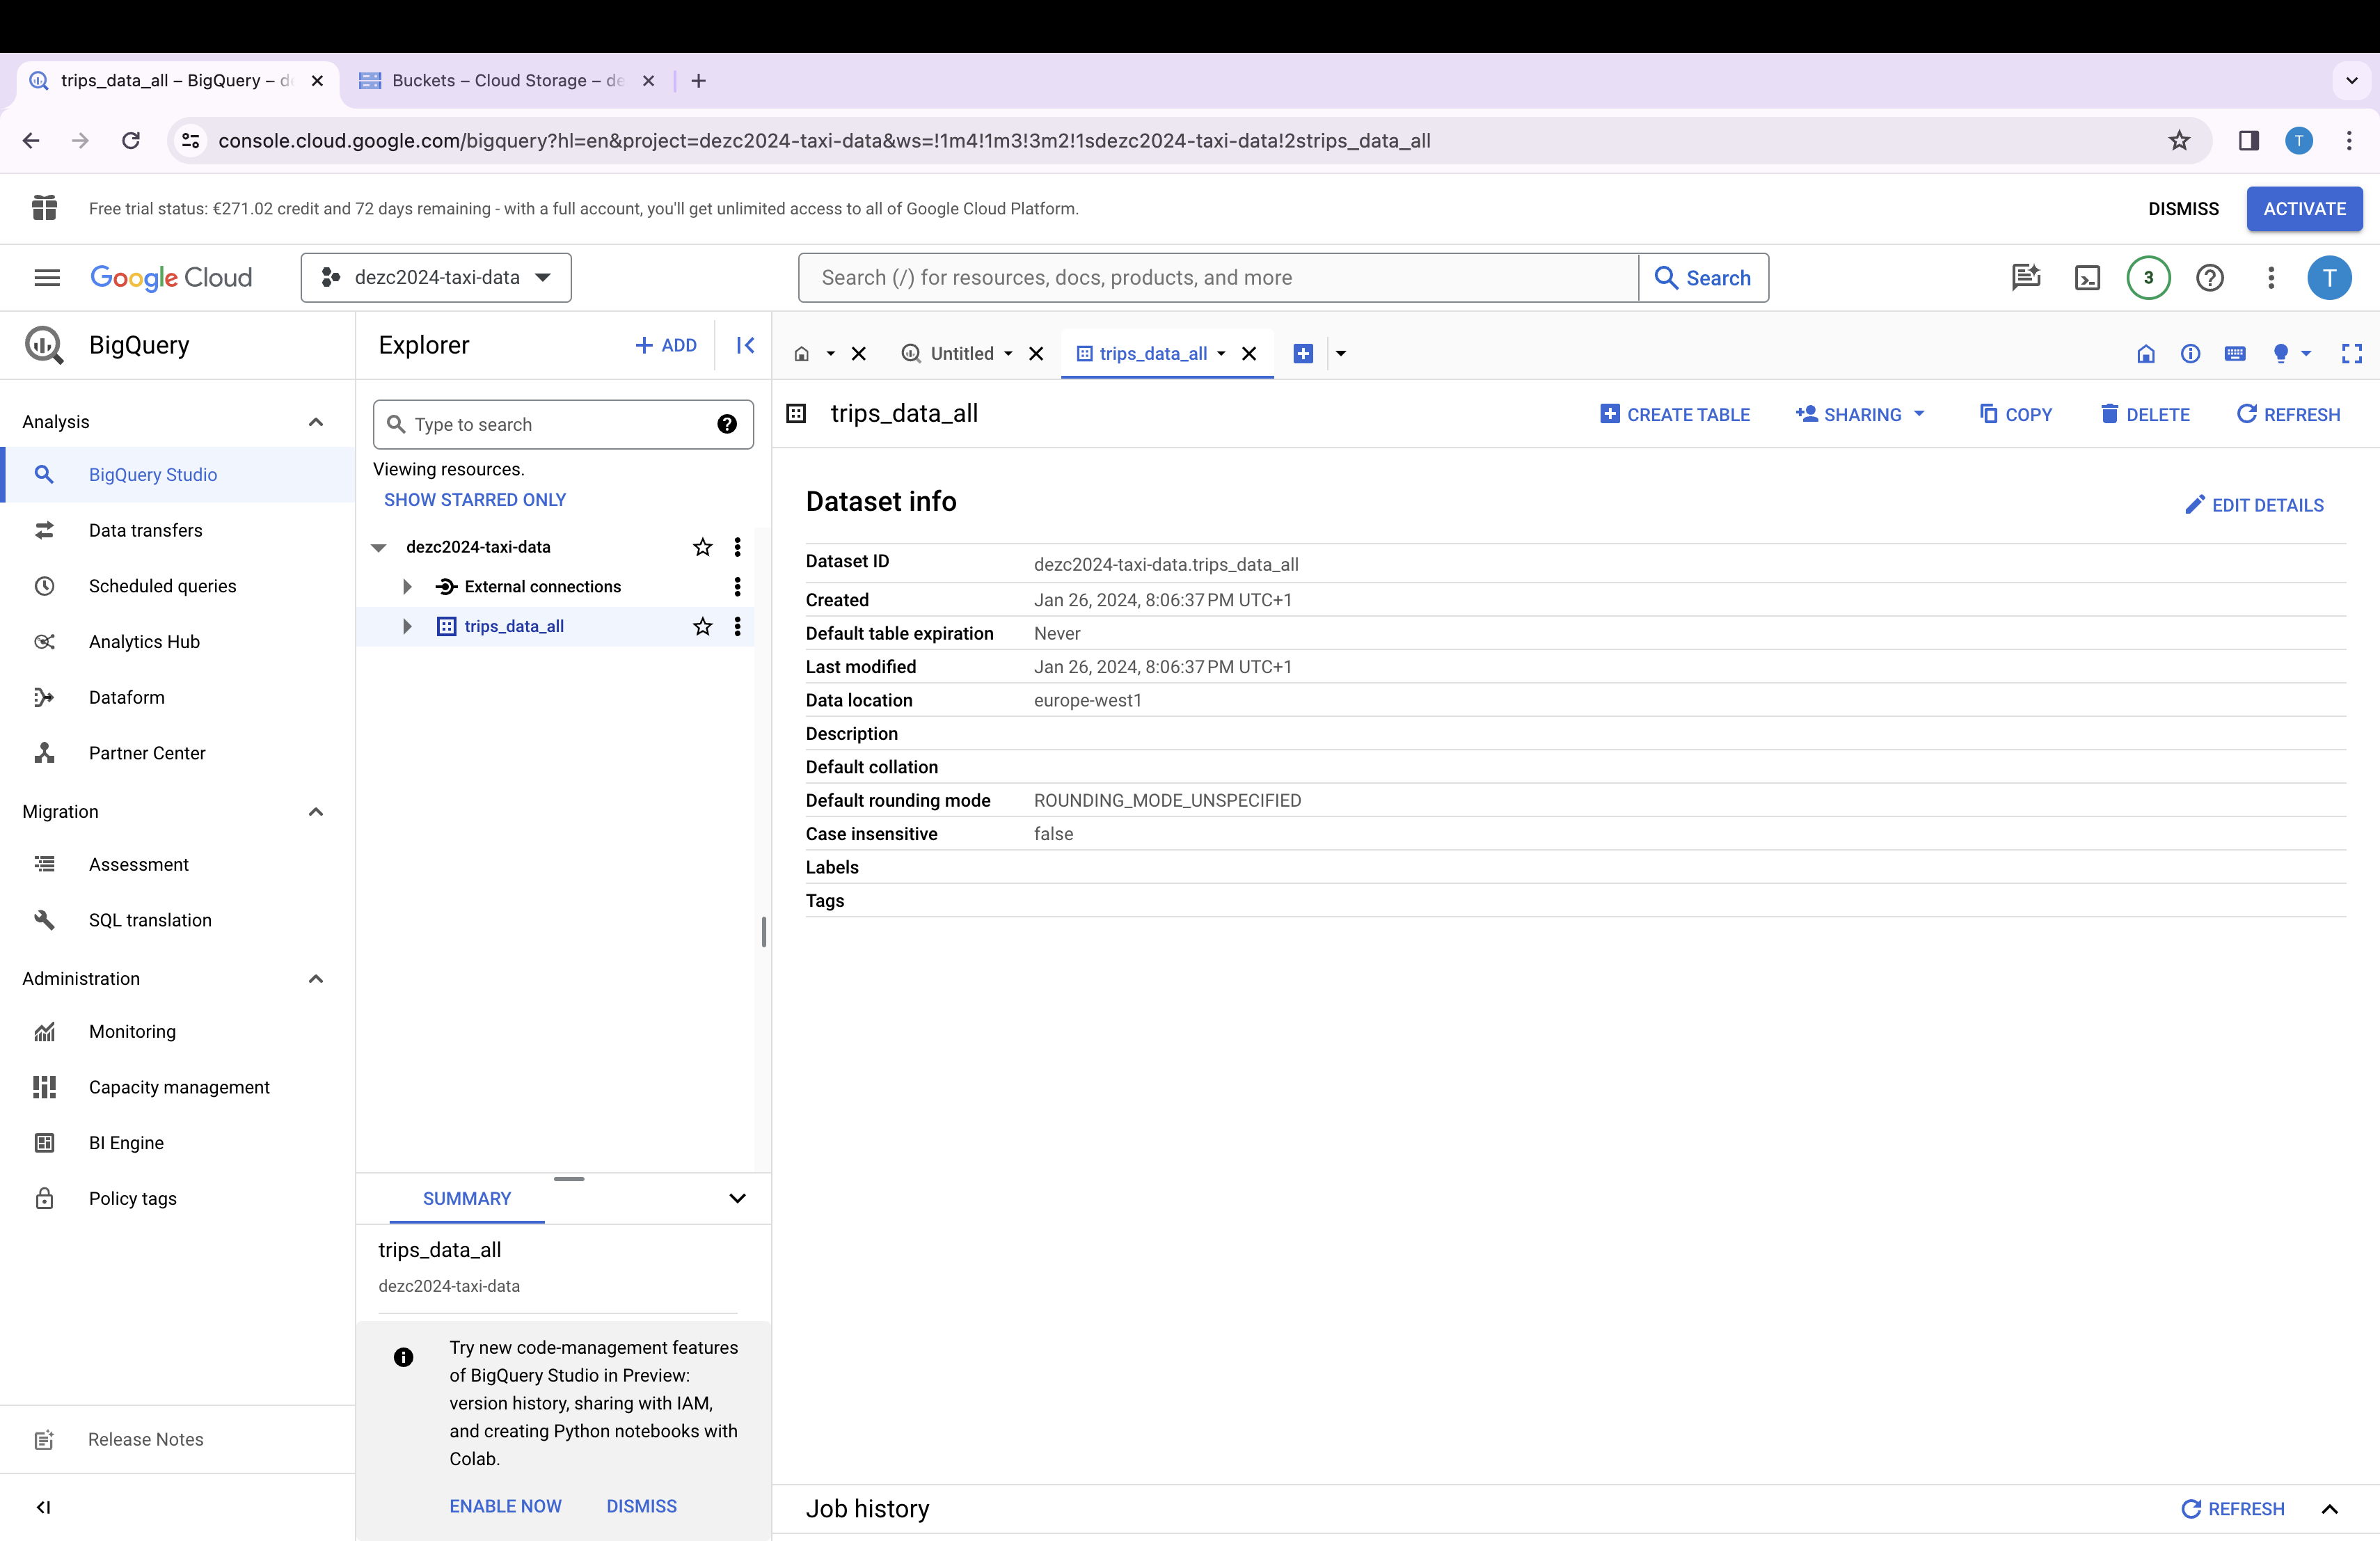 trips_data_all – BigQuery – de
Buckets – Cloud Storage – de
console.cloud.google.com/bigquery?hl=en&project=dezc2024-taxi-data&ws=!1m4!1m3!3m2!1sdezc2024-taxi-data!2strips_data_all
T
Free trial status: €271.02 credit and 72 days remaining - with a full account, you'll get unlimited access to all of Google Cloud Platform.
DISMISS
ACTIVATE
Google Cloud
dezc2024-taxi-data
Search (/) for resources, docs, products, and more
Search
3
T
BigQuery
Analysis
BigQuery Studio
Data transfers
Scheduled queries
Analytics Hub
Dataform
Partner Center
Migration
Assessment
SQL translation
Administration
Monitoring
Capacity management
BI Engine
Policy tags
Release Notes
Explorer
ADD
Type to search
Viewing resources.
SHOW STARRED ONLY
dezc2024-taxi-data
External connections
trips_data_all
SUMMARY
trips_data_all
dezc2024-taxi-data
Try new code-management features
of BigQuery Studio in Preview:
version history, sharing with IAM,
and creating Python notebooks with
Colab.
ENABLE NOW
DISMISS
Untitled
trips_data_all
trips_data_all
CREATE TABLE
SHARING
COPY
DELETE
REFRESH
Dataset info
EDIT DETAILS
Dataset ID dezc2024-taxi-data.trips_data_all
Created Jan 26, 2024, 8:06:37 PM UTC+1
Default table expiration Never
Last modified Jan 26, 2024, 8:06:37 PM UTC+1
Data location europe-west1
Description
Default collation
Default rounding mode ROUNDING_MODE_UNSPECIFIED
Case insensitive false
Labels
Tags
Job history
REFRESH